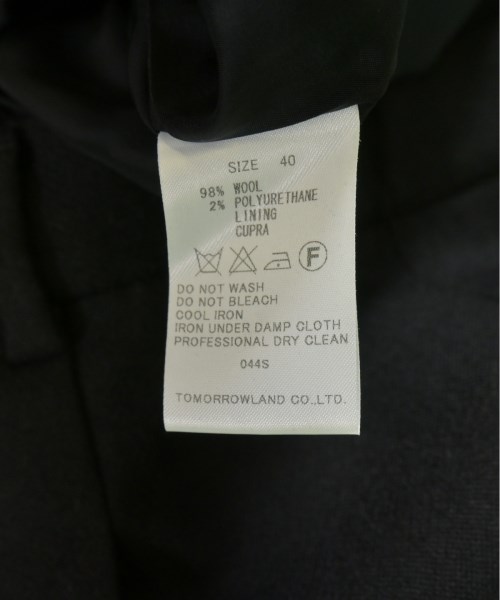 SIZE 40
98% WOOL
2% POLYURETHANE
LINING
CUPRA
F
DO NOT WASH
DO NOT BLEACH
COOL IRON
IRON UNDER DAMP CLOTH
PROFESSIONAL DRY CLEAN
044S
TOMORROWLAND CO.,LTD.